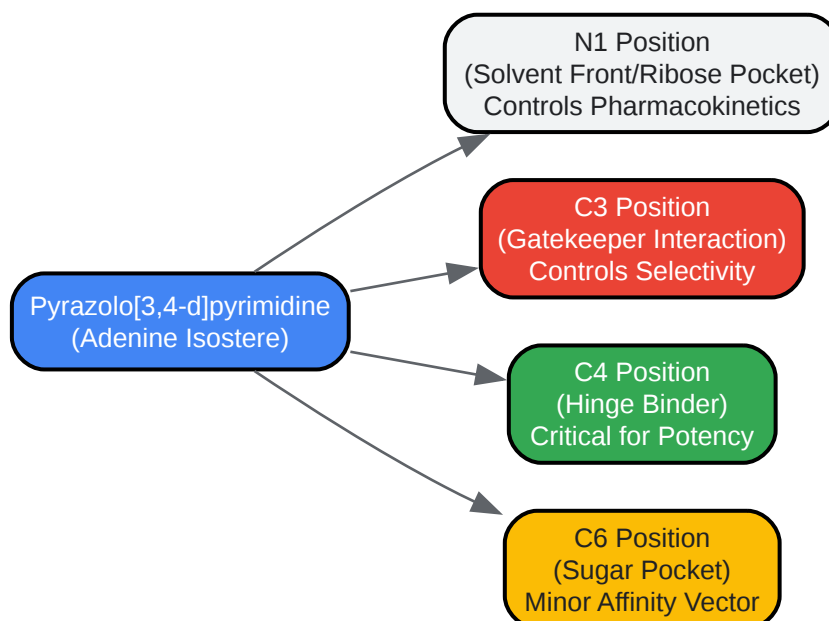 N1 Position
(Solvent Front/Ribose Pocket)
Controls Pharmacokinetics
C3 Position
(Gatekeeper Interaction)
Controls Selectivity
Pyrazolo[3,4-d]pyrimidine
(Adenine Isostere)
C4 Position
(Hinge Binder)
Critical for Potency
C6 Position
(Sugar Pocket)
Minor Affinity Vector